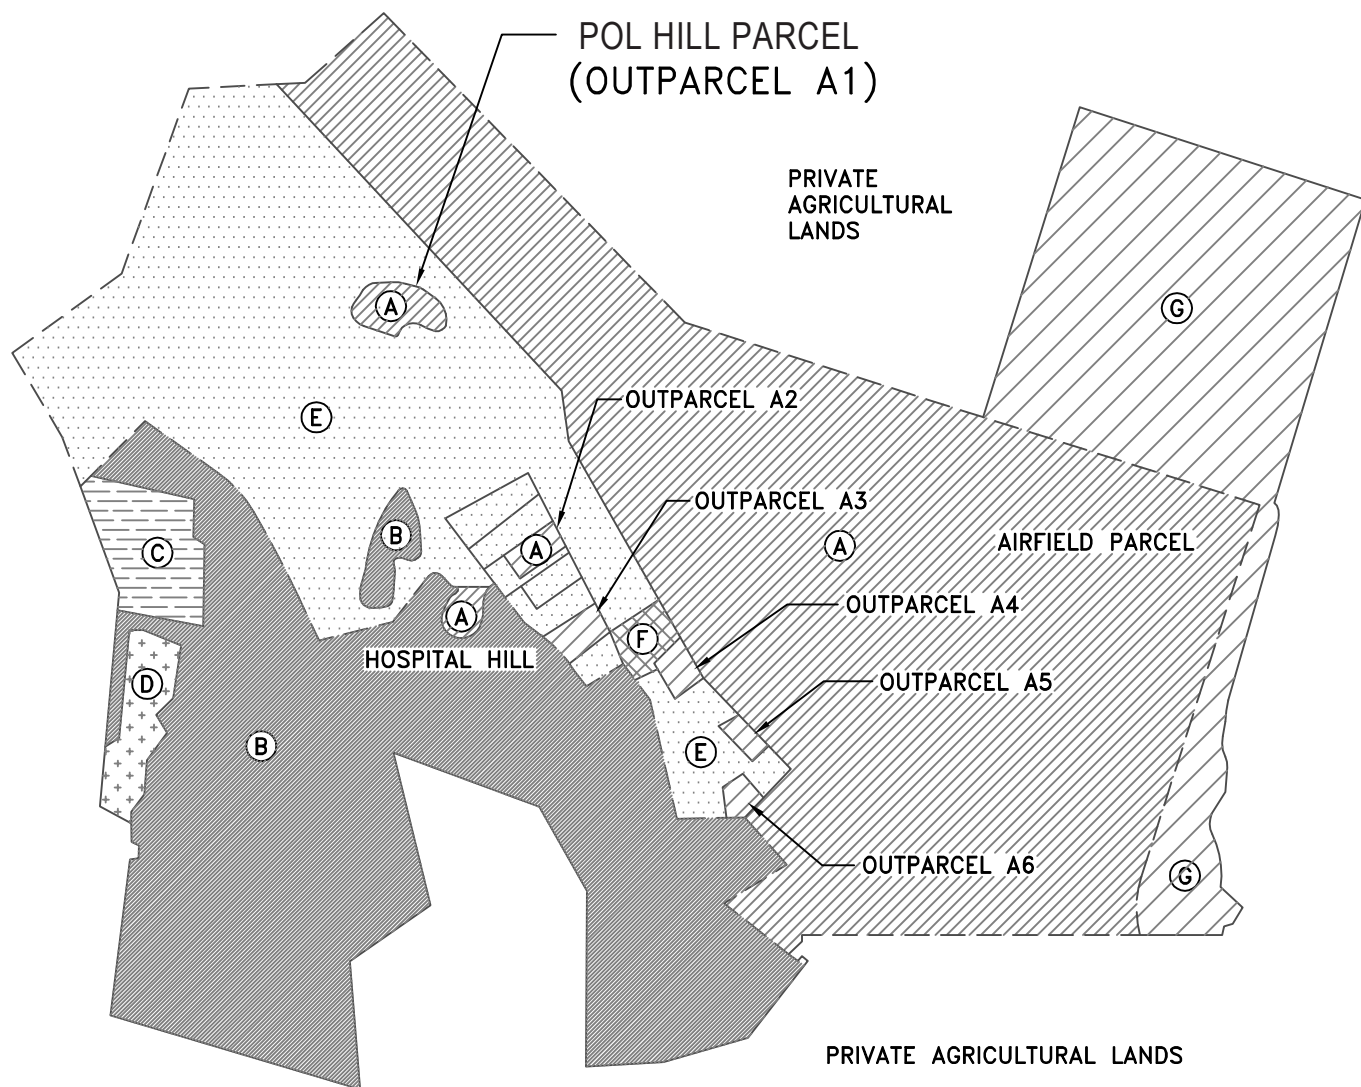 POL HILL PARCEL
(OUTPARCEL A1)
PRIVATE
AGRICULTURAL
LANDS
A
G
E
OUTPARCEL A2
OUTPARCEL A3
B
A
A
AIRFIELD PARCEL
C
OUTPARCEL A4
A
F
HOSPITAL HILL
D
OUTPARCEL A5
B
E
OUTPARCEL A6
G
PRIVATE AGRICULTURAL LANDS